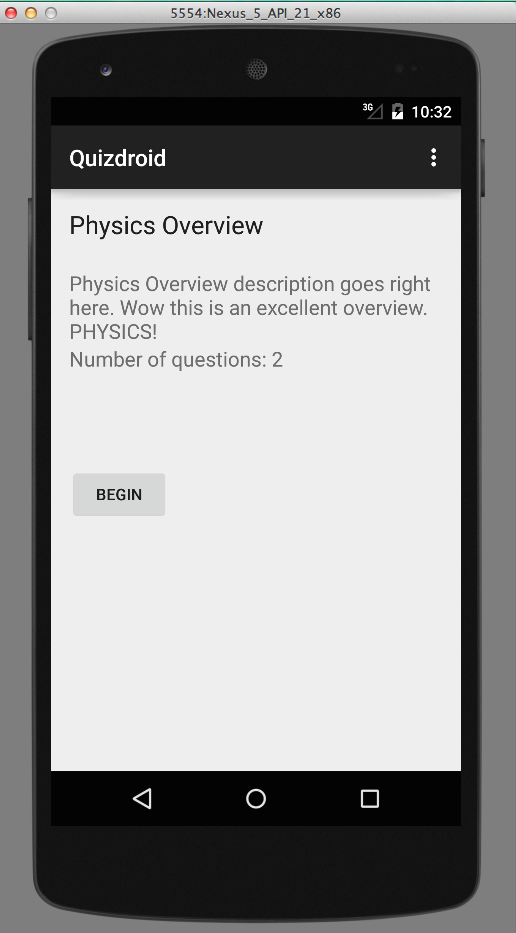 5554:Nexus_5_API_21_x86
3G 10:32
Quizdroid
Physics Overview
Physics Overview description goes right
here. Wow this is an excellent overview.
PHYSICS!
Number of questions: 2
BEGIN